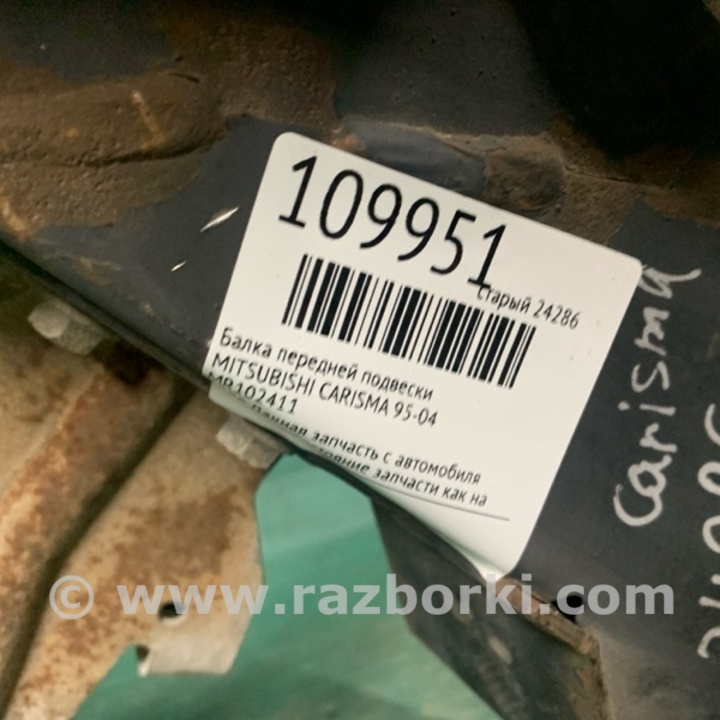 109951
старый 24286
Балка передней подвески
MITSUBISHI CARISMA 95-04
MR102411
Данная запчасть с автомобиля
запчасти как на
Carisma
© www.razborki.com